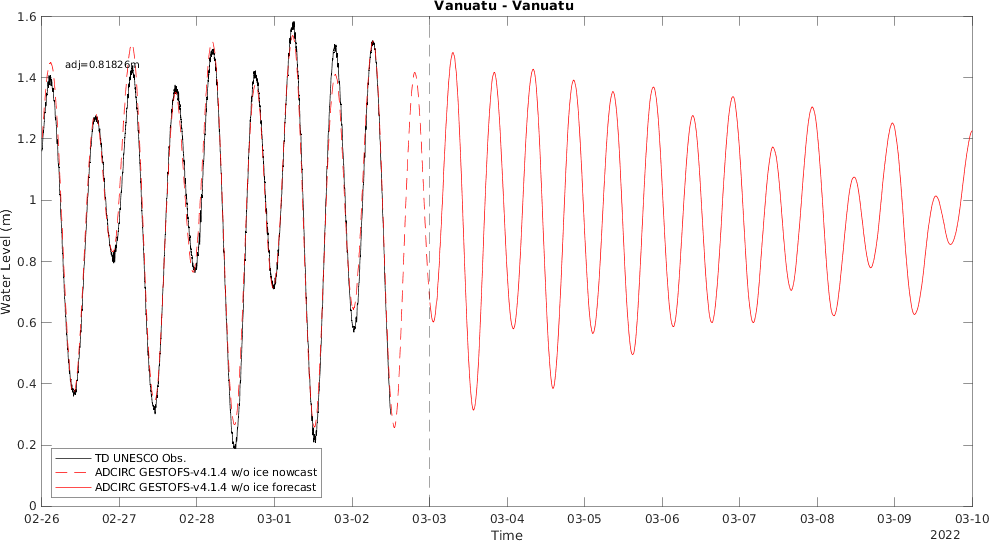 Vanuatu - Vanuatu
1.6
1.4
1.2
1
0.8
0.6
0.4
0.2
0
Water Level (m)
adj=0.81826m
TD UNESCO Obs.
ADCIRC GESTOFS-v4.1.4 w/o ice nowcast
ADCIRC GESTOFS-v4.1.4 w/o ice forecast
02-26 02-27 02-28 03-01 03-02 03-03 03-04 03-05 03-06 03-07 03-08 03-09 03-10
Time
2022